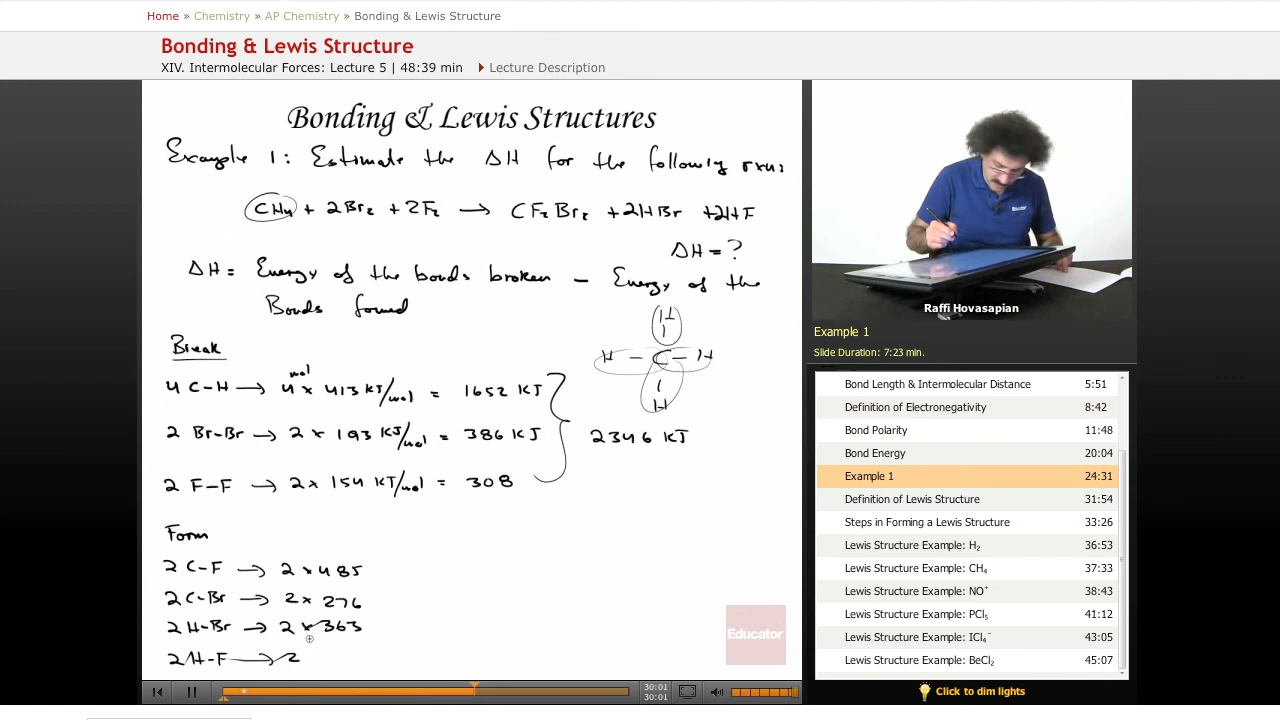 Home » Chemistry » AP Chemistry » Bonding & Lewis Structure
Bonding & Lewis Structure
XIV. Intermolecular Forces: Lecture 5 | 48:39 min Lecture Description
Bonding & Lewis Structures
Example 1: Estimate the ΔH for the following rxn:
CH₄ + 2Br₂ + 2F₂ → CF₂Br₂ + 2HBr + 2HF
ΔH = ?
ΔH = Energy of the bonds broken - Energy of the
Bonds formed
H
H - C - H
H
Break
mol
4 C-H → 4 × 413 KJ/mol = 1652 KJ
2 Br-Br → 2 × 193 KJ/mol = 386 KJ
2346 KJ
2 F-F → 2 × 154 KJ/mol = 308
Form
2 C-F → 2 × 485
2 C-Br → 2 × 276
2 H-Br → 2 × 363
2 H-F → 2
Educator
Educator
Raffi Hovasapian
Example 1
Slide Duration: 7:23 min.
Bond Length & Intermolecular Distance 5:51
Definition of Electronegativity 8:42
Bond Polarity 11:48
Bond Energy 20:04
Example 1 24:31
Definition of Lewis Structure 31:54
Steps in Forming a Lewis Structure 33:26
Lewis Structure Example: H₂ 36:53
Lewis Structure Example: CH₄ 37:33
Lewis Structure Example: NO⁺ 38:43
Lewis Structure Example: PCl₅ 41:12
Lewis Structure Example: ICl₄⁻ 43:05
Lewis Structure Example: BeCl₂ 45:07
30:01
30:01
Click to dim lights